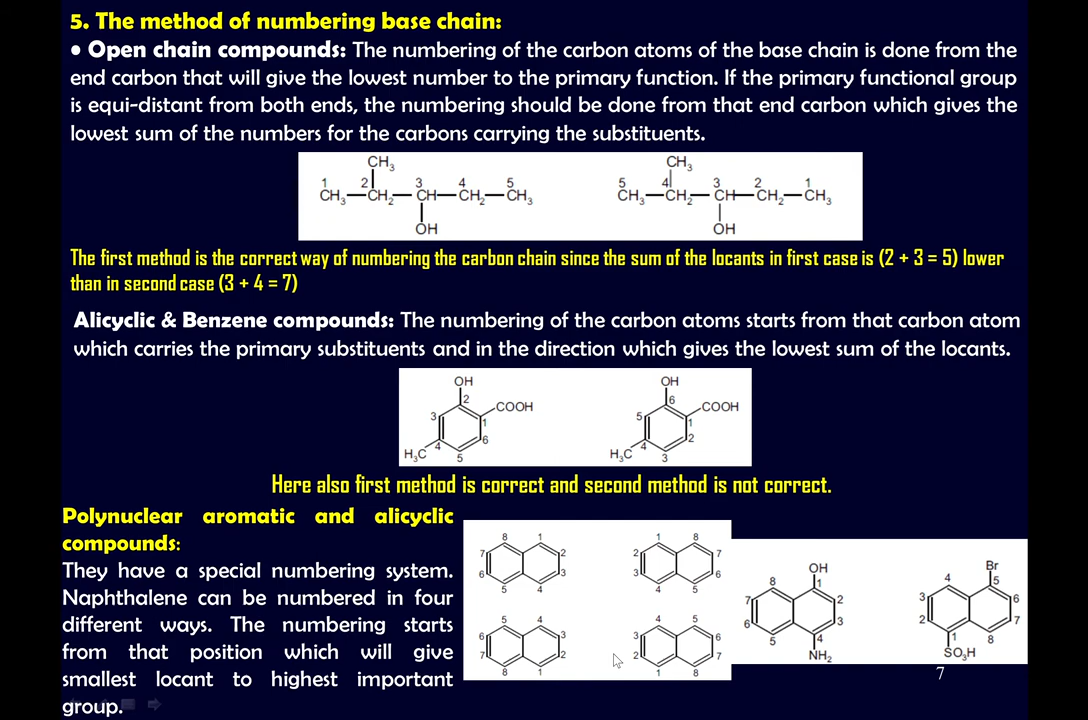 5. The method of numbering base chain:
• Open chain compounds: The numbering of the carbon atoms of the base chain is done from the
end carbon that will give the lowest number to the primary function. If the primary functional group
is equi-distant from both ends, the numbering should be done from that end carbon which gives the
lowest sum of the numbers for the carbons carrying the substituents.
CH₃ CH₃
1 2 3 4 5 5 4 3 2 1
CH₃—CH₂—CH—CH₂—CH₃ CH₃—CH₂—CH—CH₂—CH₃
OH OH
The first method is the correct way of numbering the carbon chain since the sum of the locants in first case is (2 + 3 = 5) lower
than in second case (3 + 4 = 7)
Alicyclic & Benzene compounds: The numbering of the carbon atoms starts from that carbon atom
which carries the primary substituents and in the direction which gives the lowest sum of the locants.
OH OH
2 COOH 6 COOH
3 1 5 1
4 6 4 2
H₃C 5 H₃C 3
Here also first method is correct and second method is not correct.
Polynuclear aromatic and alicyclic
compounds:
They have a special numbering system.
Naphthalene can be numbered in four
different ways. The numbering starts
from that position which will give
smallest locant to highest important
group.
8 1 1 8
7 2 2 7
6 3 3 6
5 4 4 5
5 4 4 5
6 3 3 6
7 2 2 7
8 1 1 8
OH Br
8 1 4 5
7 2 3 6
6 3 2 7
5 4 1 8
NH₂ SO₃H
7